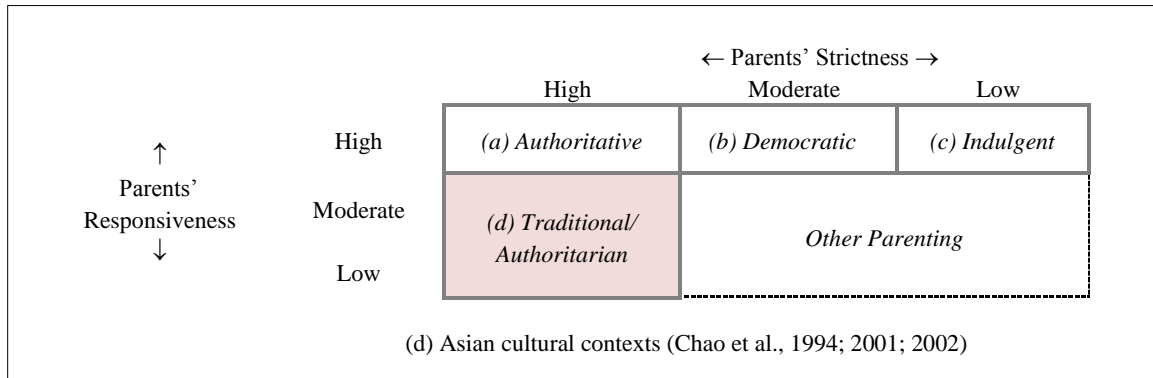 ← Parents’ Strictness →
High Moderate Low
High (a) Authoritative (b) Democratic (c) Indulgent
↑
Parents’
Responsiveness
↓
Moderate
Low
(d) Traditional/
Authoritarian
Other Parenting
(d) Asian cultural contexts (Chao et al., 1994; 2001; 2002)